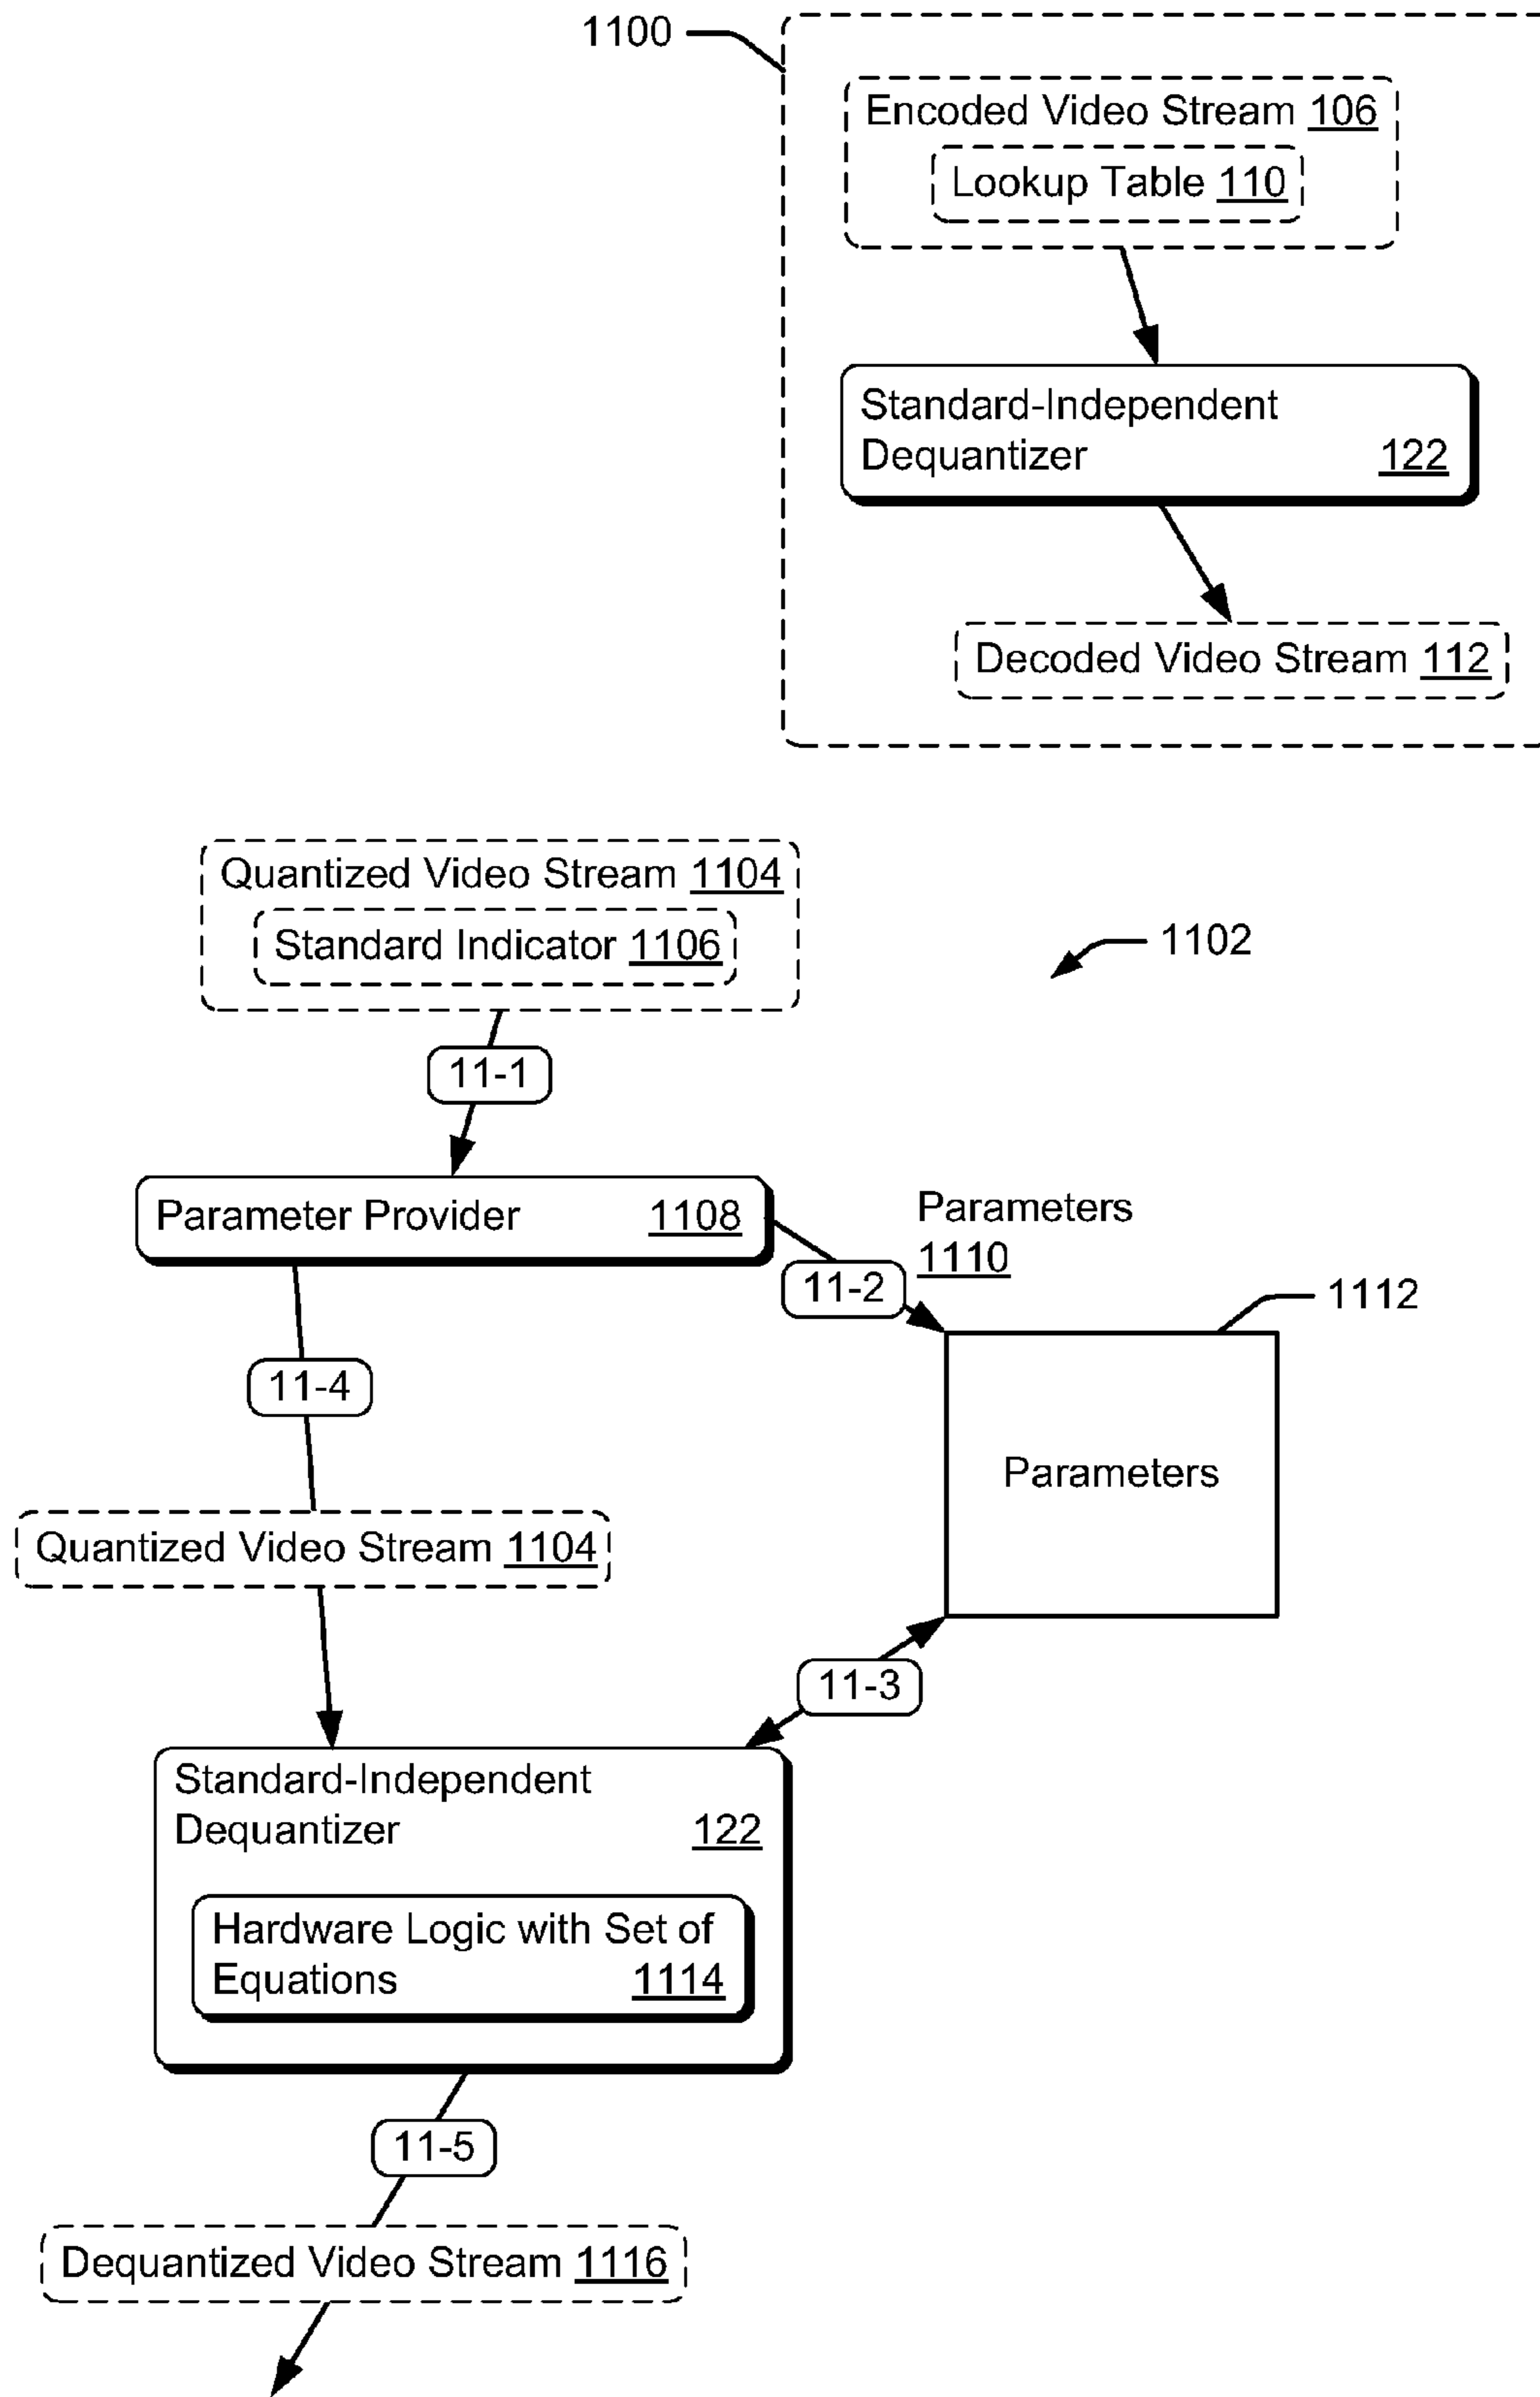 1100
Encoded Video Stream 106
Lookup Table 110
Standard-Independent
Dequantizer 122
Decoded Video Stream 112
Quantized Video Stream 1104
Standard Indicator 1106
1102
11-1
Parameter Provider 1108
Parameters
1110
11-2
1112
11-4
Parameters
Quantized Video Stream 1104
11-3
Standard-Independent
Dequantizer 122
Hardware Logic with Set of
Equations 1114
11-5
Dequantized Video Stream 1116